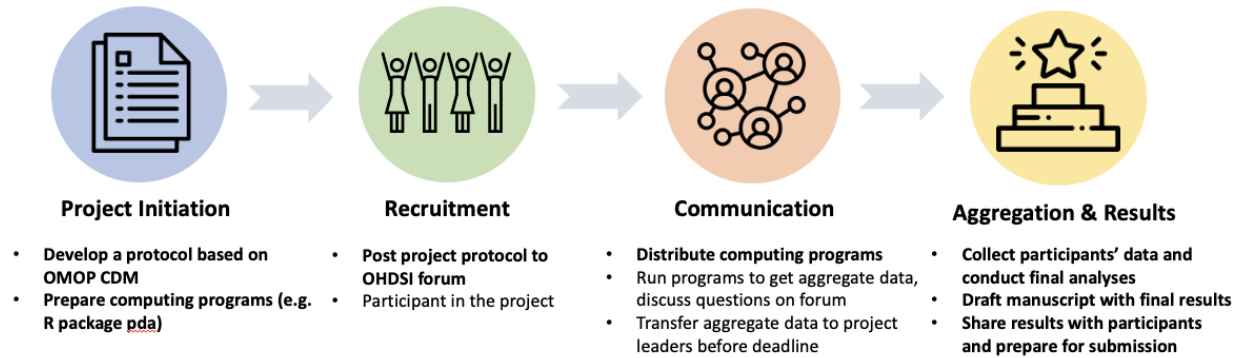 Project Initiation
• Develop a protocol based on
OMOP CDM
• Prepare computing programs (e.g.
R package pda)
Recruitment
• Post project protocol to
OHDSI forum
• Participant in the project
Communication
• Distribute computing programs
• Run programs to get aggregate data,
discuss questions on forum
• Transfer aggregate data to project
leaders before deadline
Aggregation & Results
• Collect participants’ data and
conduct final analyses
• Draft manuscript with final results
• Share results with participants
and prepare for submission